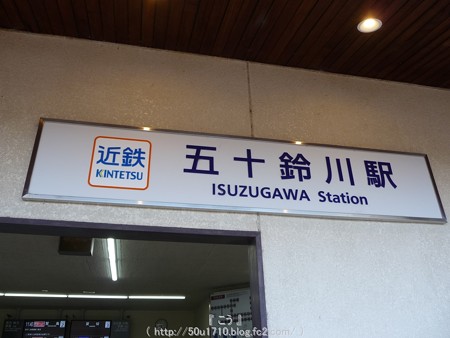 近鉄
KINTETSU
五十鈴川駅
ISUZUGAWA Station
『 こう 』
( http://50u1710.blog.fc2.com/ )